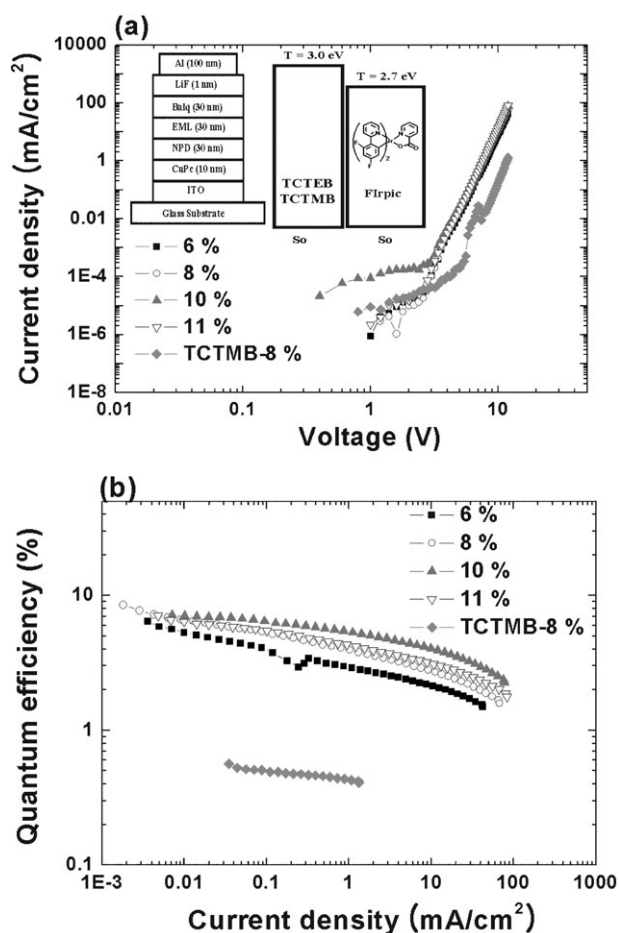 (a)
10000
100
1
0.01
1E-4
1E-6
1E-8
Current density (mA/cm²)
Al (100 nm)
LiF (1 nm)
Balq (30 nm)
EML (30 nm)
NPD (30 nm)
CuPc (10 nm)
ITO
Glass Substrate
T = 3.0 eV
TCTEB
TCTMB
So
T = 2.7 eV
N
N
O
O
F
F
2
FIrpic
So
6 %
8 %
10 %
11 %
TCTMB-8 %
0.01
0.1
1
10
Voltage (V)
(b)
10
1
0.1
Quantum efficiency (%)
6 %
8 %
10 %
11 %
TCTMB-8 %
1E-3
0.01
0.1
1
10
100
1000
Current density (mA/cm²)